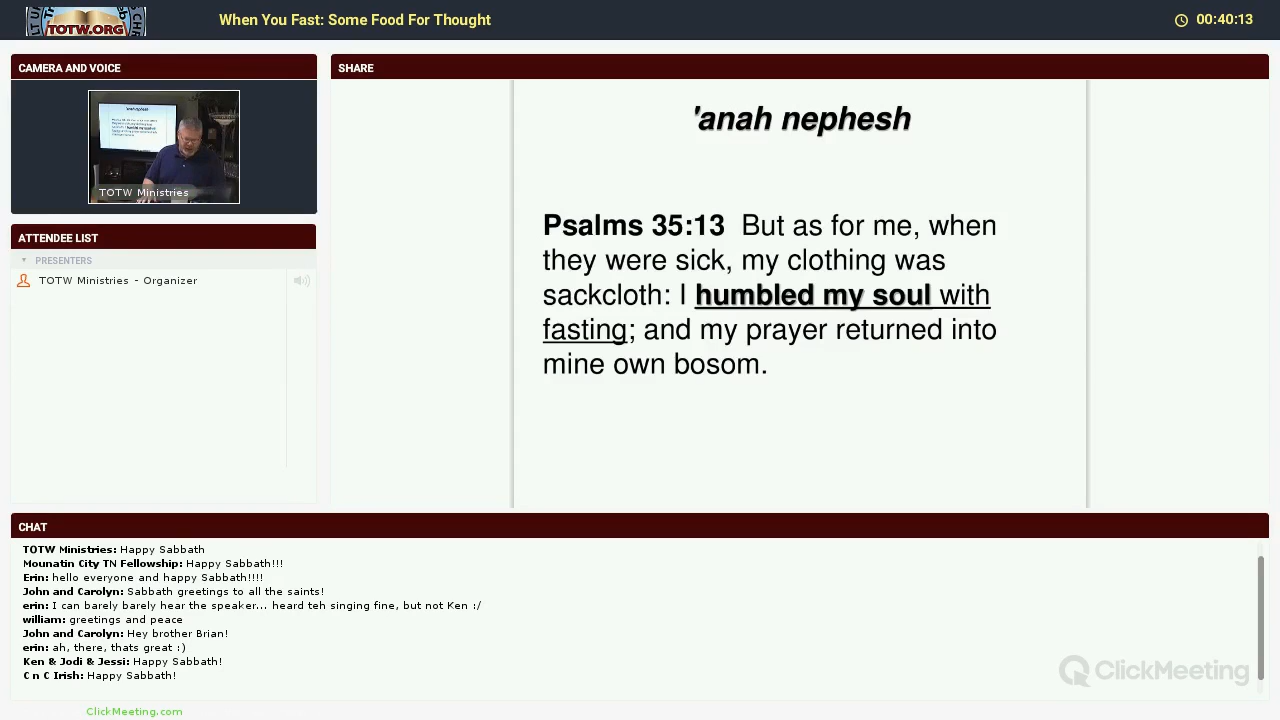 TOTW.ORG
When You Fast: Some Food For Thought
00:40:13
CAMERA AND VOICE
TOTW Ministries
ATTENDEE LIST
PRESENTERS
TOTW Ministries - Organizer
SHARE
'anah nephesh
Psalms 35:13 But as for me, when
they were sick, my clothing was
sackcloth: I humbled my soul with
fasting; and my prayer returned into
mine own bosom.
CHAT
TOTW Ministries: Happy Sabbath
Mounatin City TN Fellowship: Happy Sabbath!!!
Erin: hello everyone and happy Sabbath!!!!
John and Carolyn: Sabbath greetings to all the saints!
erin: I can barely barely hear the speaker... heard teh singing fine, but not Ken :/
william: greetings and peace
John and Carolyn: Hey brother Brian!
erin: ah, there, thats great :)
Ken & Jodi & Jessi: Happy Sabbath!
C n C Irish: Happy Sabbath!
ClickMeeting
ClickMeeting.com